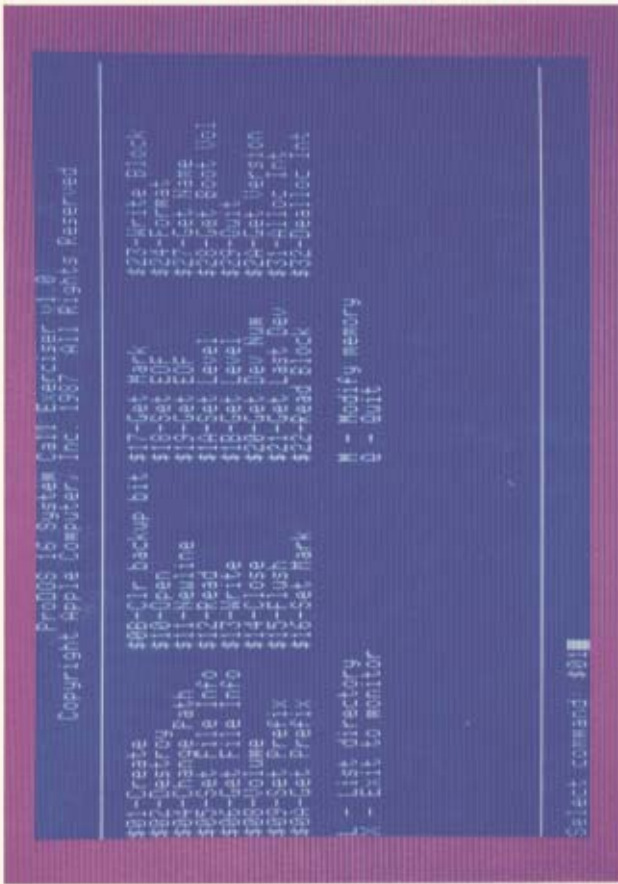 ProDOS 16 System Call Exerciser v1.0
Copyright Apple Computer, Inc. 1987 All Rights Reserved
$01-Create $0B-Clr backup bit $17-Get Mark $23-Write Block
$02-Destroy $10-Open $18-Set EOF $24-Format
$04-Change Path $11-Newline $19-Get EOF $27-Get Name
$05-Set File Info $12-Read $1A-Set Level $28-Get Boot Vol
$06-Get File Info $13-Write $1B-Get Level $29-Quit
$08-Volume $14-Close $20-Get Dev Num $2A-Get Version
$09-Set Prefix $15-Flush $21-Get Last Dev $31-Alloc Int
$0A-Get Prefix $16-Set Mark $22-Read Block $32-Dealloc Int
L - List directory M - Modify memory
X - Exit to monitor Q - Quit
Select command: $01